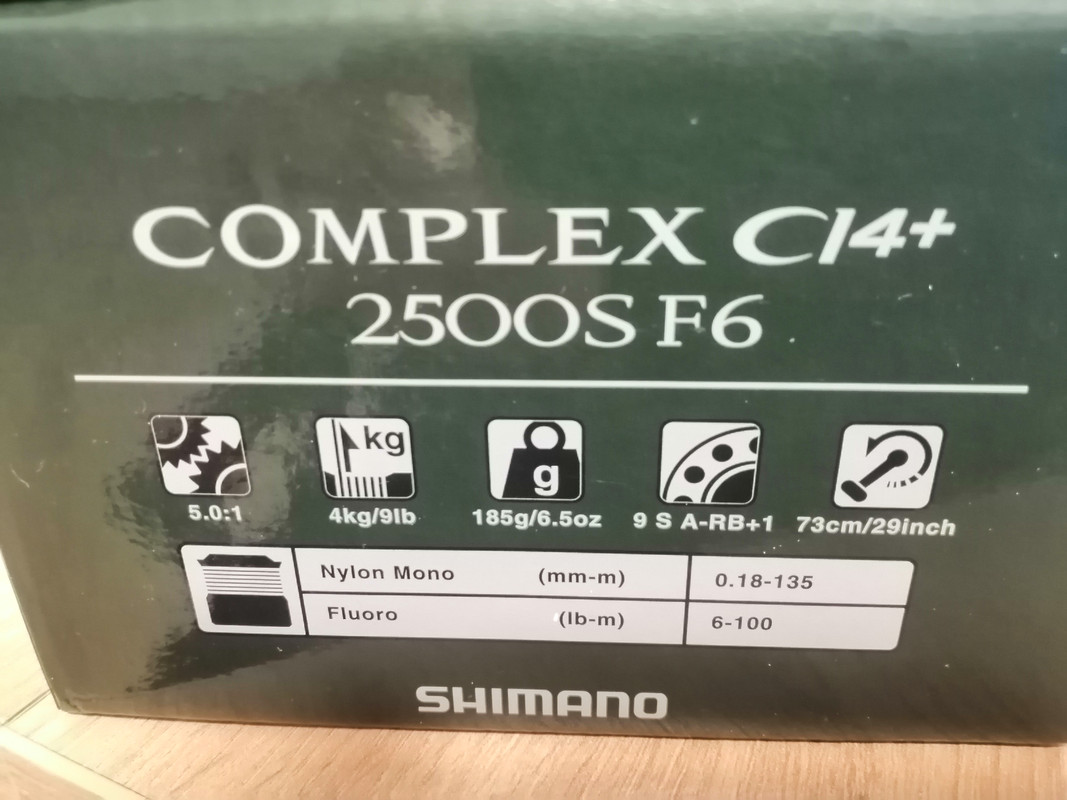 COMPLEX CI4+
2500S F6
kg
g
5.0:1 4kg/9lb 185g/6.5oz 9 S A-RB+1 73cm/29inch
Nylon Mono (mm-m) 0.18-135
Fluoro (lb-m) 6-100
SHIMANO